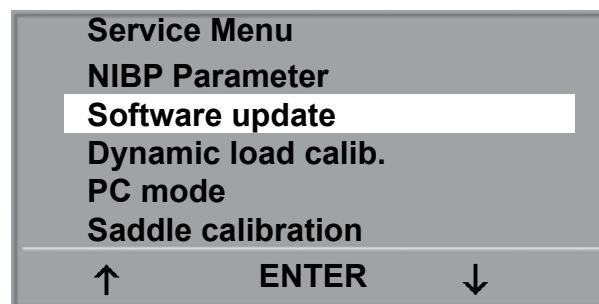 Service Menu
NIBP Parameter
Software update
Dynamic load calib.
PC mode
Saddle calibration
↑ ENTER ↓